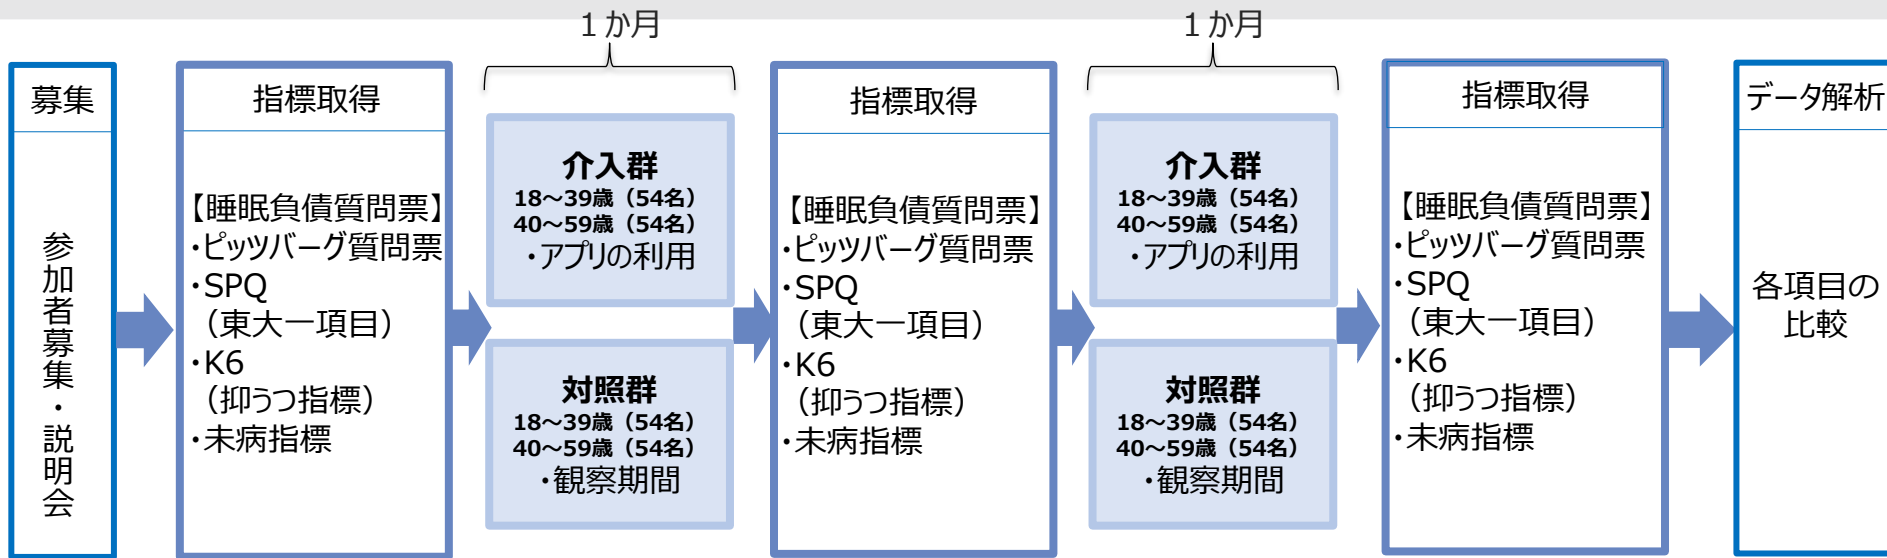 １か月
１か月
募集
参加者募集・説明会
指標取得
【睡眠負債質問票】
・ピッツバーグ質問票
・SPQ
（東大一項目）
・K6
（抑うつ指標）
・未病指標
介入群
18～39歳（54名）
40～59歳（54名）
・アプリの利用
対照群
18～39歳（54名）
40～59歳（54名）
・観察期間
指標取得
【睡眠負債質問票】
・ピッツバーグ質問票
・SPQ
（東大一項目）
・K6
（抑うつ指標）
・未病指標
介入群
18～39歳（54名）
40～59歳（54名）
・アプリの利用
対照群
18～39歳（54名）
40～59歳（54名）
・観察期間
指標取得
【睡眠負債質問票】
・ピッツバーグ質問票
・SPQ
（東大一項目）
・K6
（抑うつ指標）
・未病指標
データ解析
各項目の
比較